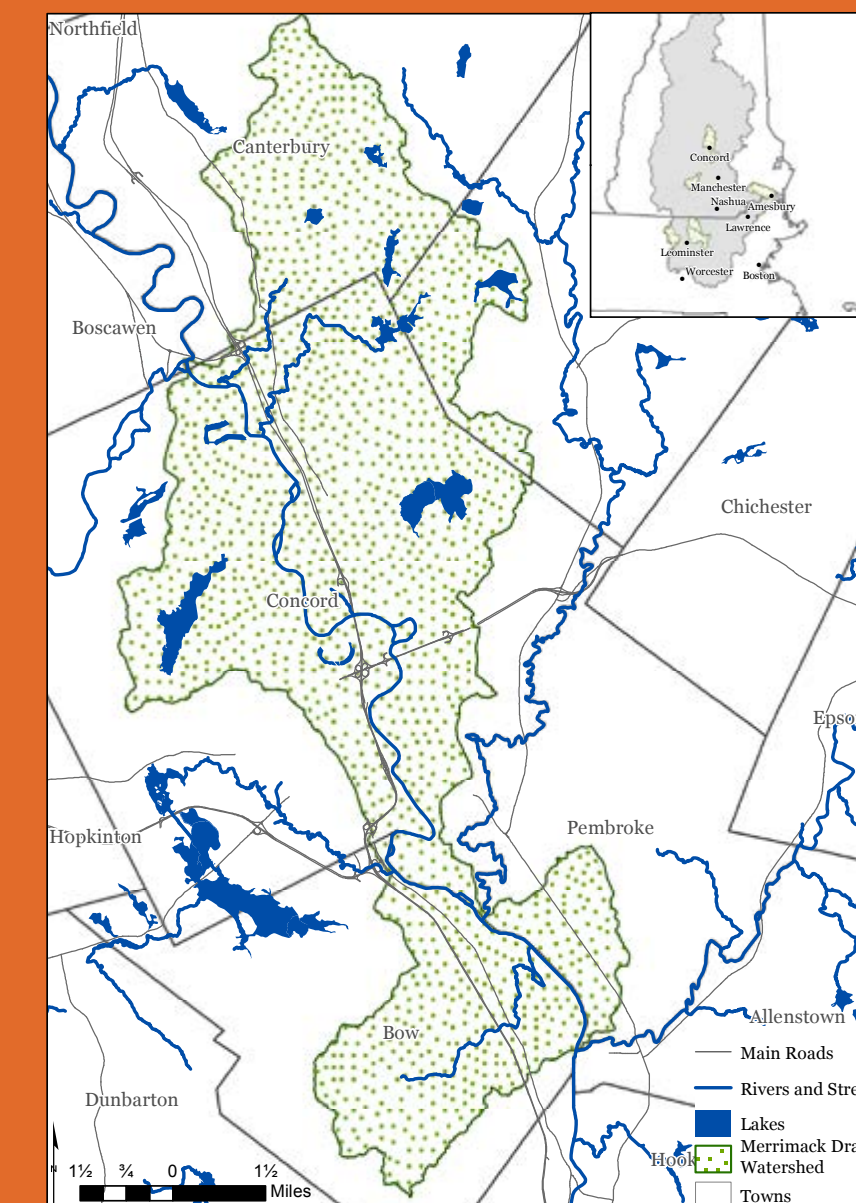 Northfield
Canterbury
Concord
Manchester
Nashua
Amesbury
Lawrence
Leominster
Worcester
Boston
Boscawen
Chichester
Concord
Epso
Hopkinton
Pembroke
Bow
Allenstown
Dunbarton
Hook
Main Roads
Rivers and Stre
Lakes
Merrimack Dra
Watershed
Towns
N
1½ ¾ 0 1½
Miles